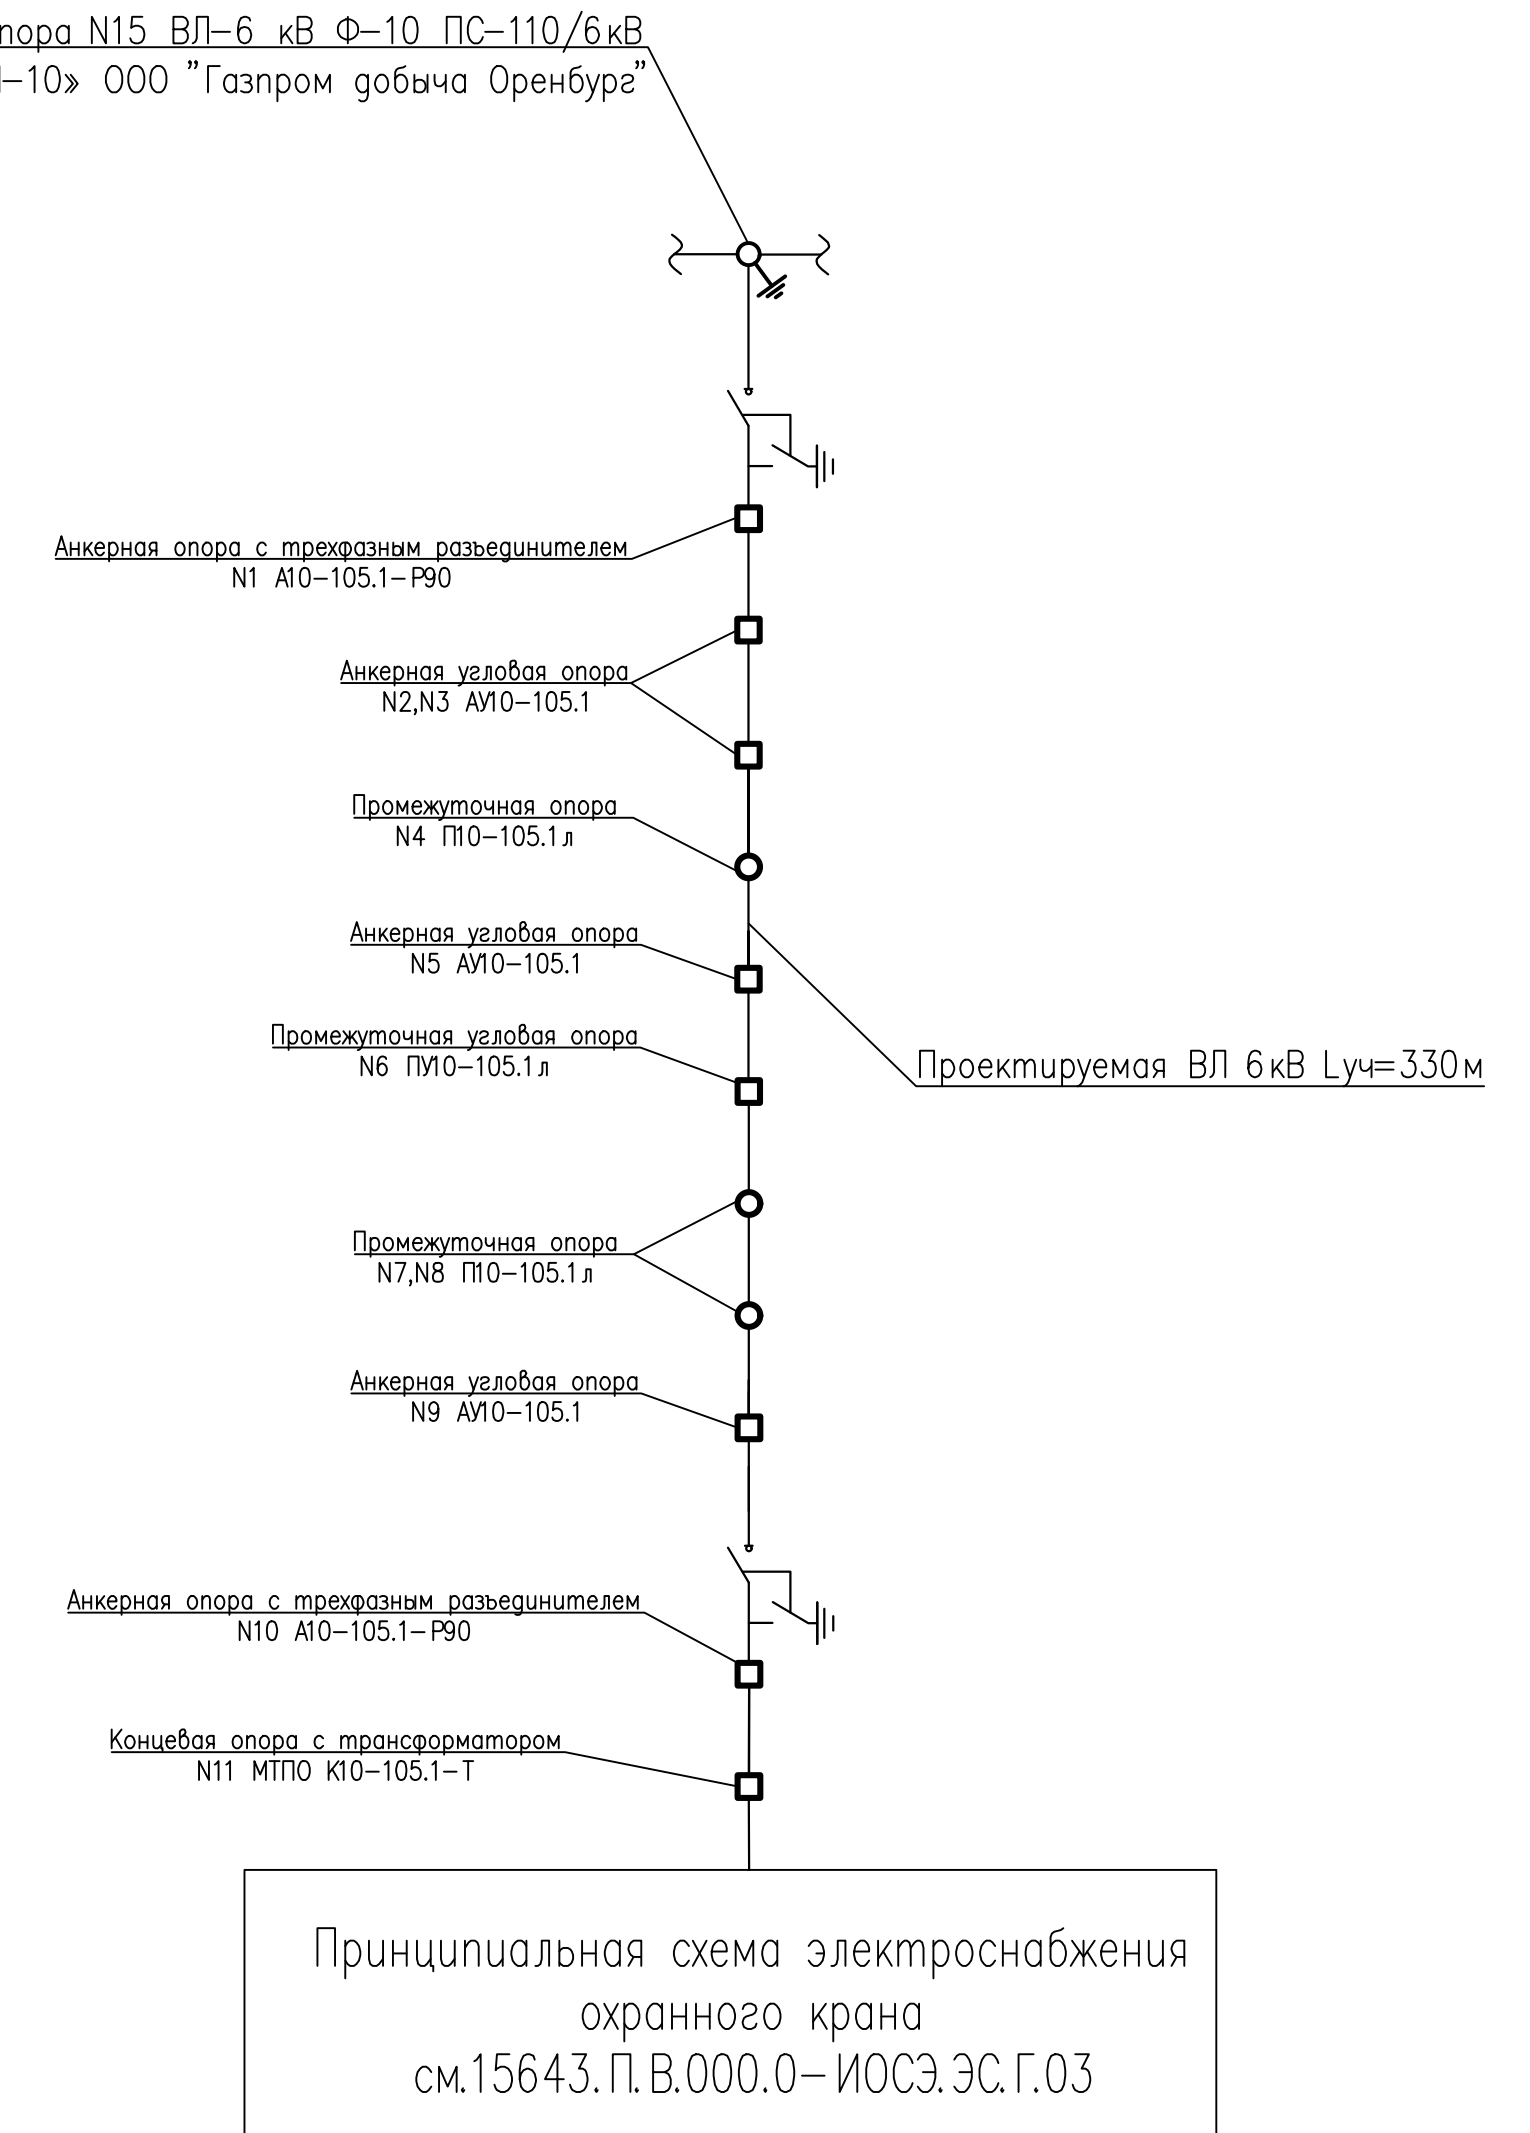 N15 ВЛ-6 кВ Ф-10 ПС-110/6кВ
-10» ООО "Газпром добыча Оренбург"
Анкерная опора с трехфазным разъединителем
N1 А10-105.1-Р90
Анкерная угловая опора
N2,N3 АУ10-105.1
Промежуточная опора
N4 П10-105.1л
Анкерная угловая опора
N5 АУ10-105.1
Промежуточная угловая опора
N6 ПУ10-105.1л
Проектируемая ВЛ 6кВ Lуч=330м
Промежуточная опора
N7,N8 П10-105.1л
Анкерная угловая опора
N9 АУ10-105.1
Анкерная опора с трехфазным разъединителем
N10 А10-105.1-Р90
Концевая опора с трансформатором
N11 МТПО К10-105.1-Т
Принципиальная схема электроснабжения
охранного крана
см.15643.П.В.000.0-ИОСЭ.ЭС.Г.03